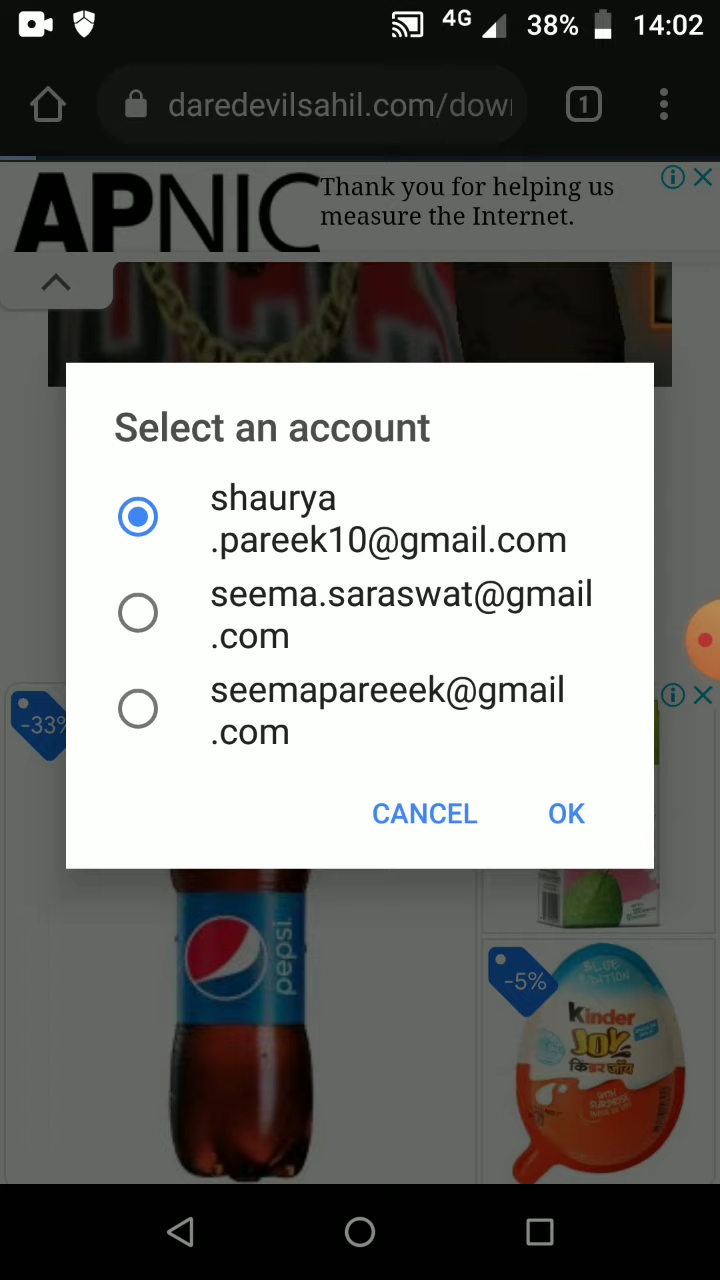 4G 38% 14:02
daredevilsahil.com/dow
1
APNIC
Thank you for helping us
measure the Internet.
Select an account
shaurya
.pareek10@gmail.com
seema.saraswat@gmail
.com
seemapareeek@gmail
.com
CANCEL OK
-33%
pepsi
-5%
BLUE
EDITION
Kinder
JOY
किंडर जॉय